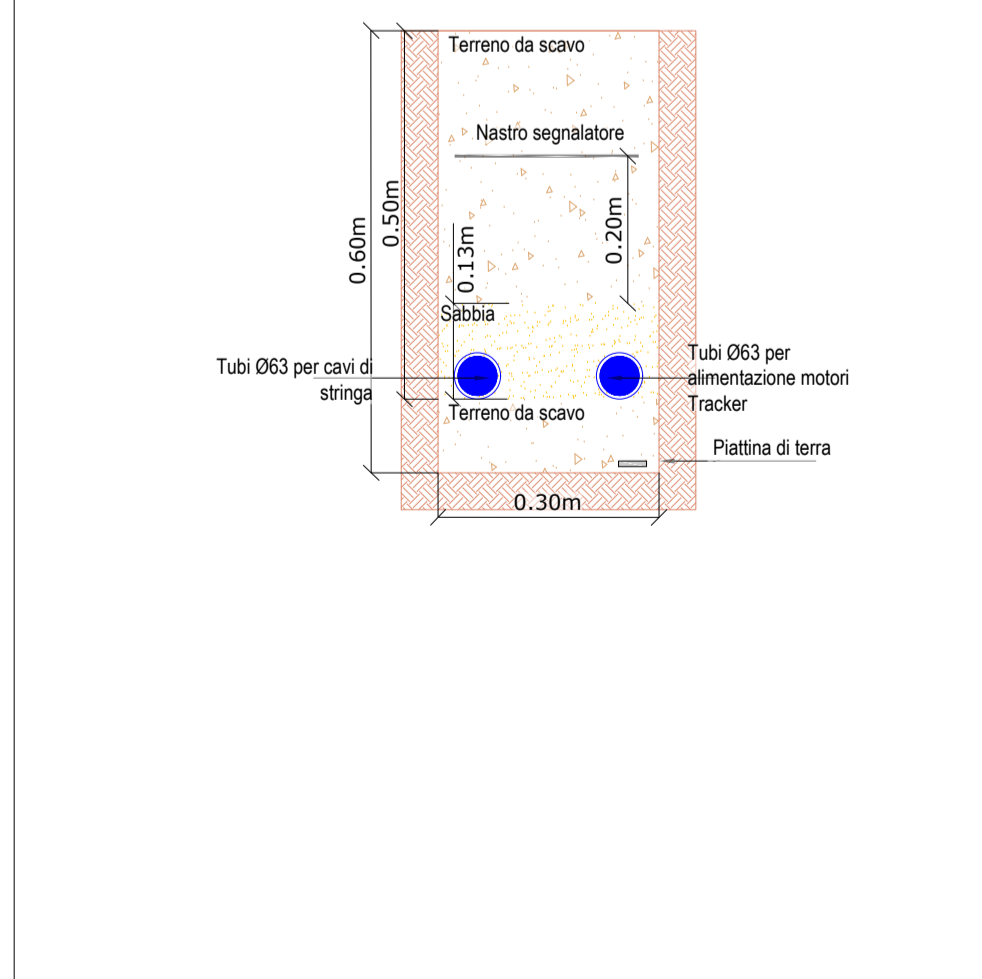 Terreno da scavo
Nastro segnalatore
0.60m
0.50m
0.13m
0.20m
Sabbia
Tubi Ø63 per cavi di
stringa
Tubi Ø63 per
alimentazione motori
Tracker
Terreno da scavo
Piattina di terra
0.30m